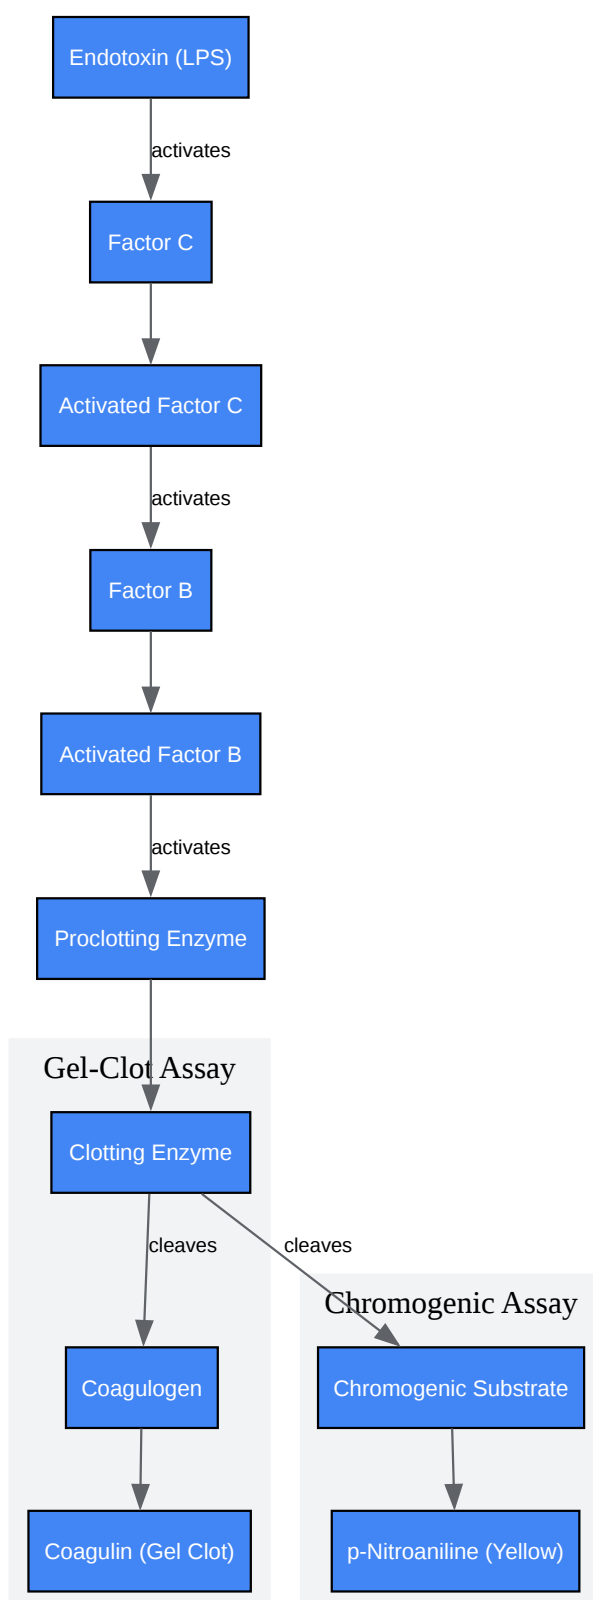 Endotoxin (LPS)
activates
Factor C
Activated Factor C
activates
Factor B
Activated Factor B
activates
Proclotting Enzyme
Gel-Clot Assay
Clotting Enzyme
cleaves
cleaves
Chromogenic Assay
Coagulogen
Chromogenic Substrate
Coagulin (Gel Clot)
p-Nitroaniline (Yellow)